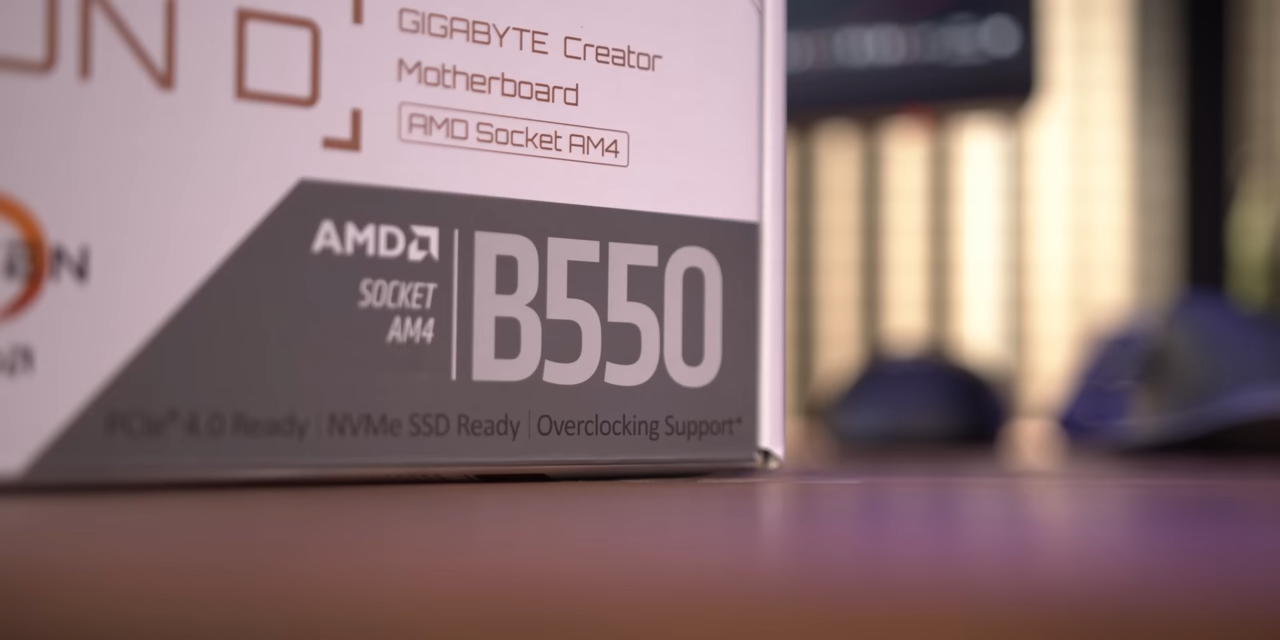 ON D
GIGABYTE Creator
Motherboard
AMD Socket AM4
AMD
SOCKET
AM4
B550
PCIe® 4.0 Ready | NVMe SSD Ready | Overclocking Support*